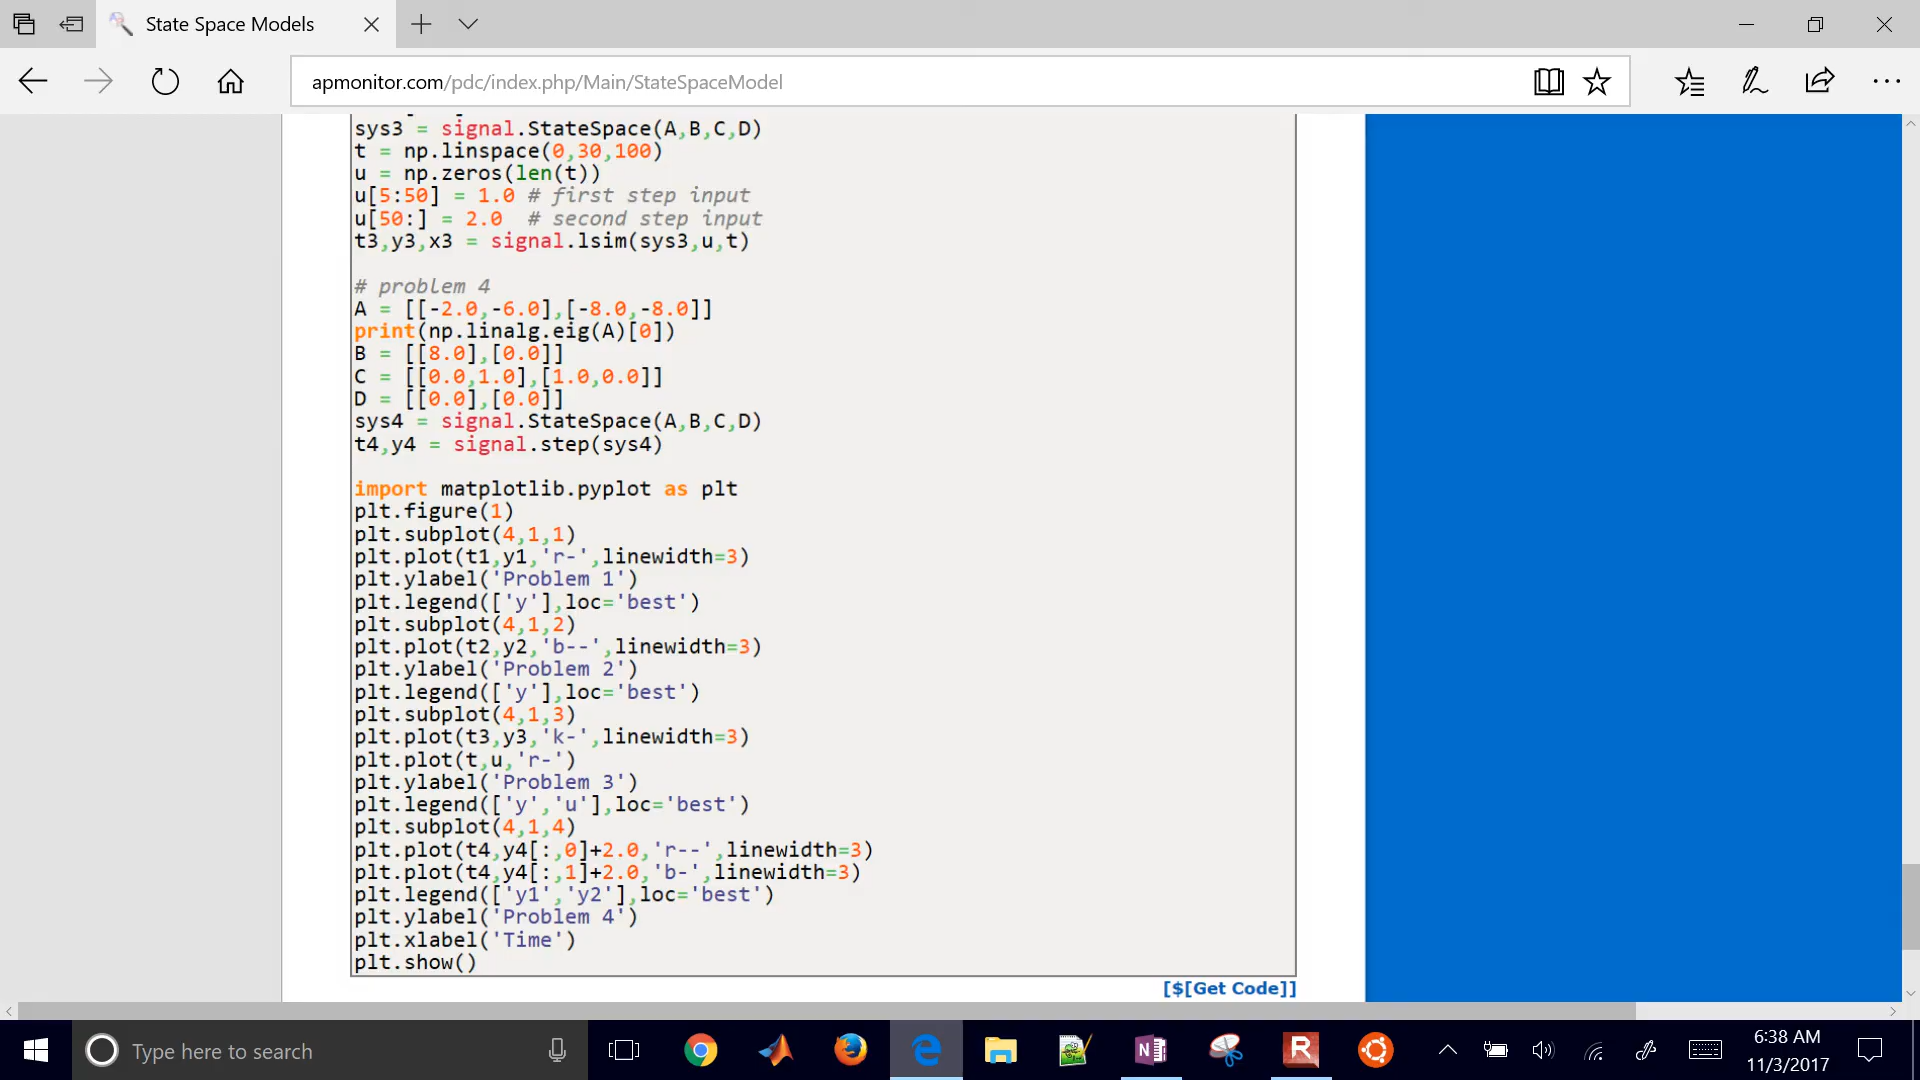 State Space Models
apmonitor.com/pdc/index.php/Main/StateSpaceModel
sys3 = signal.StateSpace(A,B,C,D)
t = np.linspace(0,30,100)
u = np.zeros(len(t))
u[5:50] = 1.0 # first step input
u[50:] = 2.0  # second step input
t3,y3,x3 = signal.lsim(sys3,u,t)
# problem 4
A = [[-2.0,-6.0],[-8.0,-8.0]]
print(np.linalg.eig(A)[0])
B = [[8.0],[0.0]]
C = [[0.0,1.0],[1.0,0.0]]
D = [[0.0],[0.0]]
sys4 = signal.StateSpace(A,B,C,D)
t4,y4 = signal.step(sys4)
import matplotlib.pyplot as plt
plt.figure(1)
plt.subplot(4,1,1)
plt.plot(t1,y1,'r-',linewidth=3)
plt.ylabel('Problem 1')
plt.legend(['y'],loc='best')
plt.subplot(4,1,2)
plt.plot(t2,y2,'b--',linewidth=3)
plt.ylabel('Problem 2')
plt.legend(['y'],loc='best')
plt.subplot(4,1,3)
plt.plot(t3,y3,'k-',linewidth=3)
plt.plot(t,u,'r-')
plt.ylabel('Problem 3')
plt.legend(['y','u'],loc='best')
plt.subplot(4,1,4)
plt.plot(t4,y4[:,0]+2.0,'r--',linewidth=3)
plt.plot(t4,y4[:,1]+2.0,'b-',linewidth=3)
plt.legend(['y1','y2'],loc='best')
plt.ylabel('Problem 4')
plt.xlabel('Time')
plt.show()
[$[Get Code]]
Type here to search
6:38 AM
11/3/2017